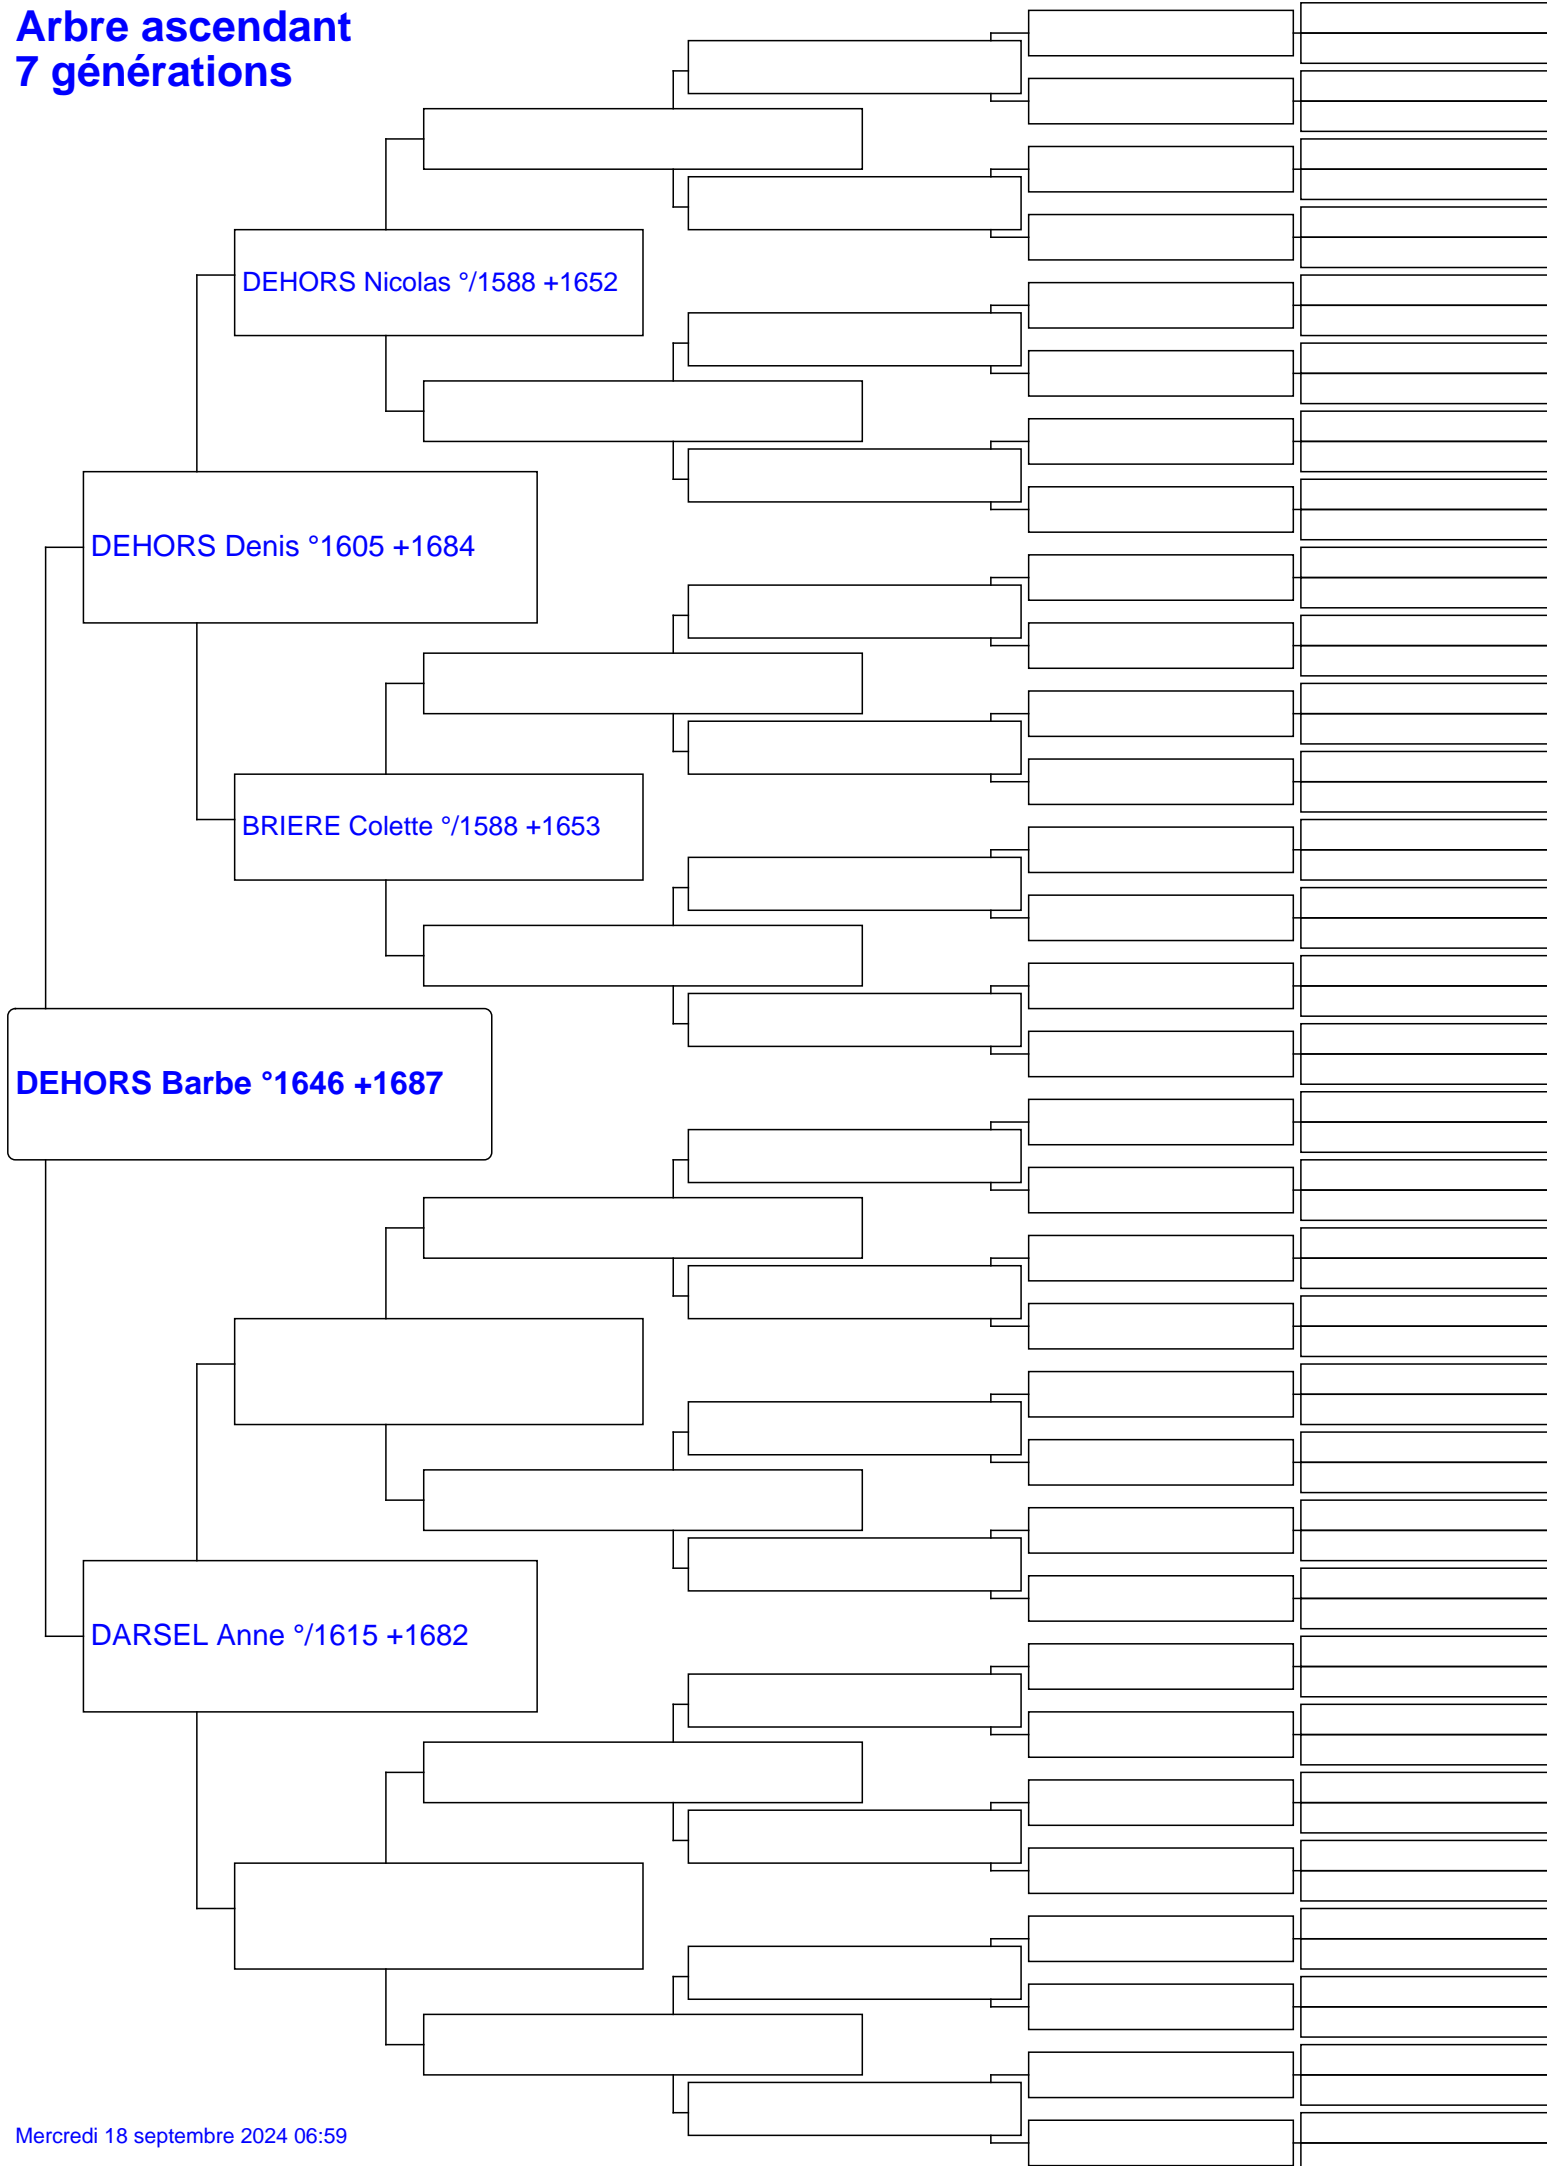 Arbre ascendant
7 générations
DEHORS Nicolas °/1588 +1652
DEHORS Denis °1605 +1684
BRIERE Colette °/1588 +1653
DEHORS Barbe °1646 +1687
DARSEL Anne °/1615 +1682
Mercredi 18 septembre 2024 06:59